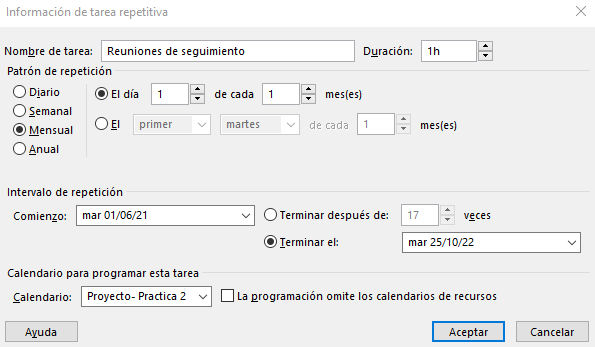 Información de tarea repetitiva
Nombre de tarea: Reuniones de seguimiento Duración: 1h
Patrón de repetición
Diario El día 1 de cada 1 mes(es)
Semanal
Mensual El primer martes de cada 1 mes(es)
Anual
Intervalo de repetición
Comienzo: mar 01/06/21 Terminar después de: 17 veces
Terminar el: mar 25/10/22
Calendario para programar esta tarea
Calendario: Proyecto- Practica 2 La programación omite los calendarios de recursos
Ayuda Aceptar Cancelar